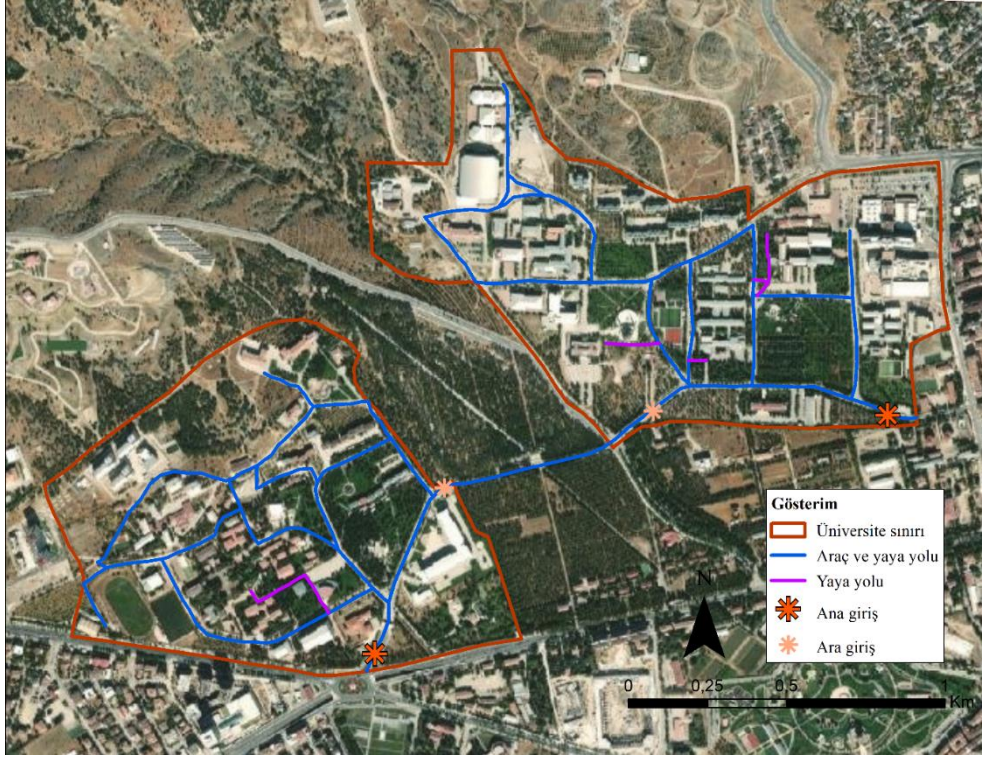 Gösterim
Üniversite sınırı
Araç ve yaya yolu
Yaya yolu
Ana giriş
Ara giriş
N
0 0,25 0,5 1
Km